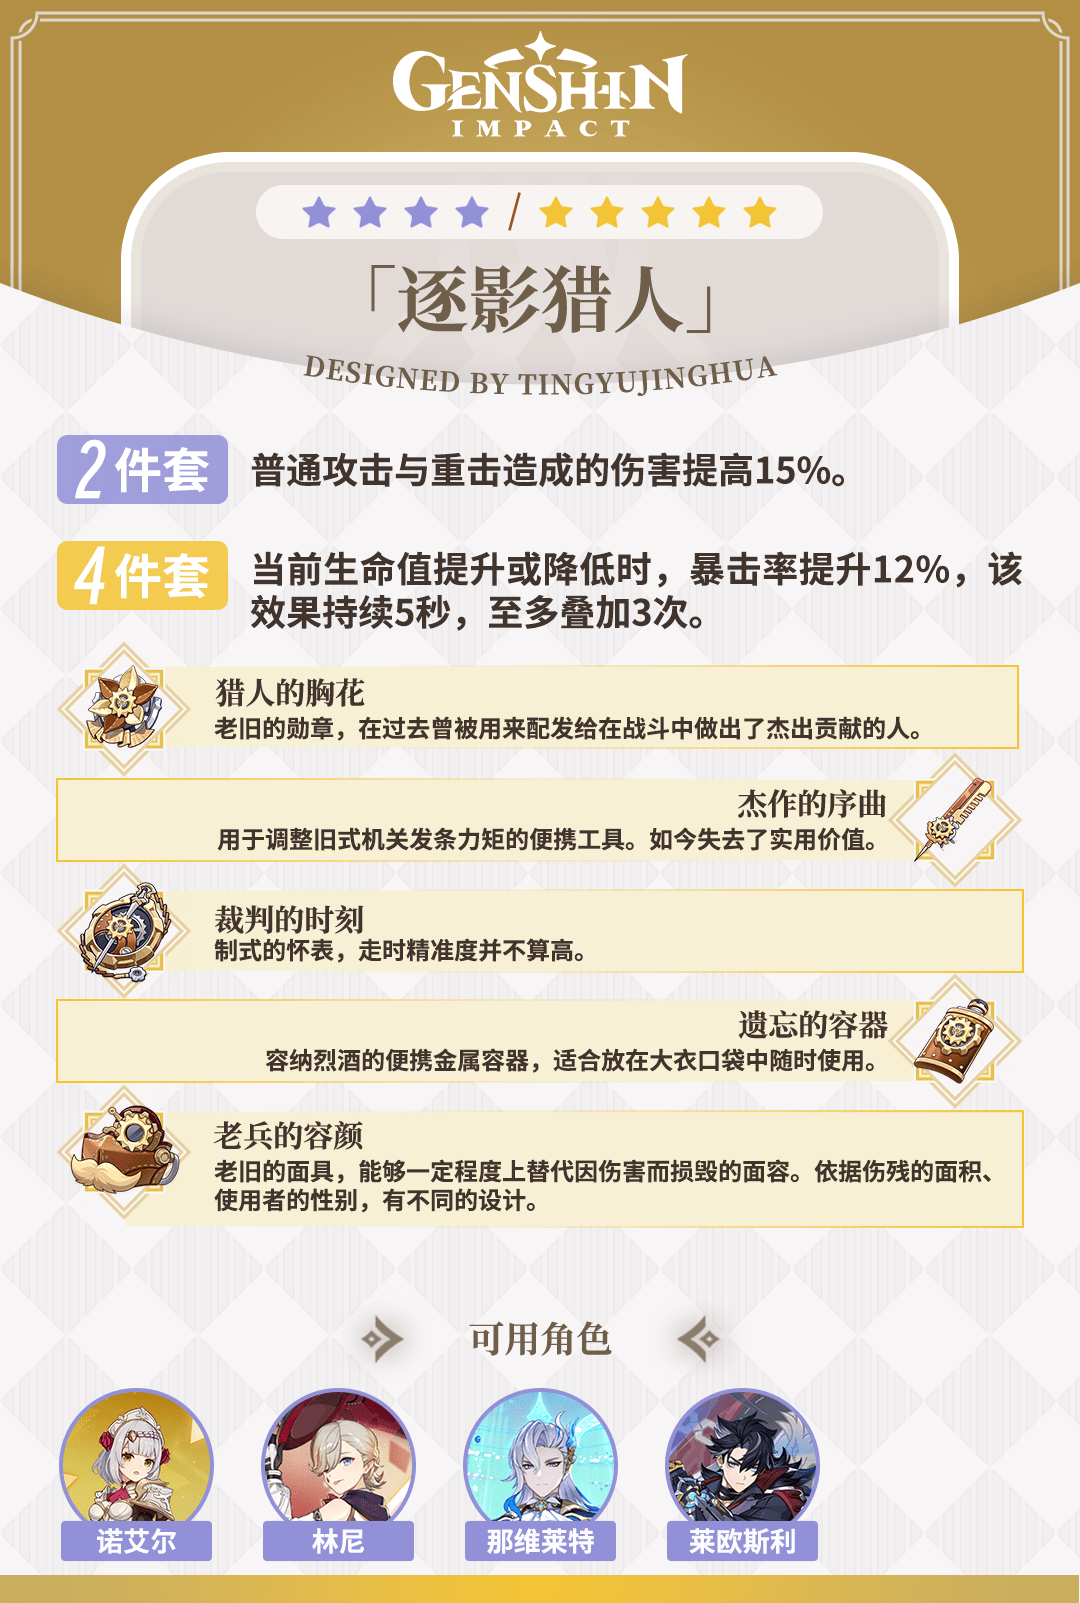 GENSHIN
IMPACT
「逐影猎人」
DESIGNED BY TINGYUJINGHUA
2件套
普通攻击与重击造成的伤害提高15%。
4件套
当前生命值提升或降低时，暴击率提升12%，该
效果持续5秒，至多叠加3次。
猎人的胸花
老旧的勋章，在过去曾被用来配发给在战斗中做出了杰出贡献的人。
杰作的序曲
用于调整旧式机关发条力矩的便携工具。如今失去了实用价值。
裁判的时刻
制式的怀表，走时精准度并不算高。
遗忘的容器
容纳烈酒的便携金属容器，适合放在大衣口袋中随时使用。
老兵的容颜
老旧的面具，能够一定程度上替代因伤害而损毁的面容。依据伤残的面积、
使用者的性别，有不同的设计。
可用角色
诺艾尔
林尼
那维莱特
莱欧斯利